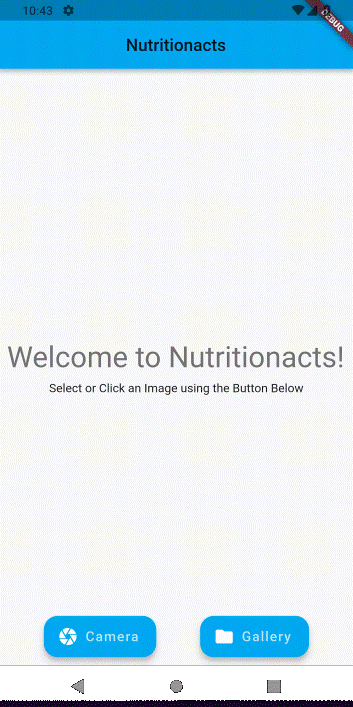 10:43
DEBUG
Nutritionacts
Welcome to Nutritionacts!
Select or Click an Image using the Button Below
Camera
Gallery